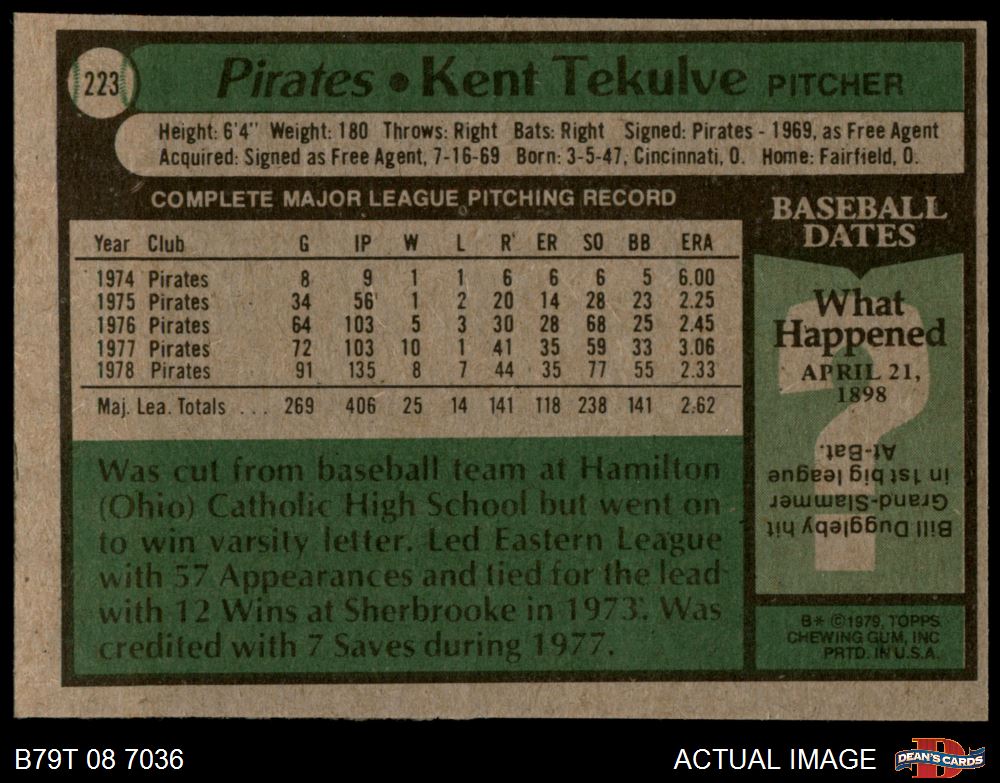 223
Pirates • Kent Tekulve PITCHER
Height: 6'4" Weight: 180 Throws: Right Bats: Right Signed: Pirates - 1969, as Free Agent
Acquired: Signed as Free Agent, 7-16-69 Born: 3-5-47, Cincinnati, O. Home: Fairfield, O.
COMPLETE MAJOR LEAGUE PITCHING RECORD
Year Club G IP W L R ER SO BB ERA
1974 Pirates 8 9 1 1 6 6 6 5 6.00
1975 Pirates 34 56 1 2 20 14 28 23 2.25
1976 Pirates 64 103 5 3 30 28 68 25 2.45
1977 Pirates 72 103 10 1 41 35 59 33 3.06
1978 Pirates 91 135 8 7 44 35 77 55 2.33
Maj. Lea. Totals ... 269 406 25 14 141 118 238 141 2.62
Was cut from baseball team at Hamilton
(Ohio) Catholic High School but went on
to win varsity letter. Led Eastern League
with 57 Appearances and tied for the lead
with 12 Wins at Sherbrooke in 1973. Was
credited with 7 Saves during 1977.
BASEBALL
DATES
What
Happened
APRIL 21,
1898
?
Bill Duggleby hit
Grand-Slammer
in 1st big league
At-Bat.
B* ©1979, TOPPS
CHEWING GUM, INC
PRTD. IN U.S.A.
B79T 08 7036
ACTUAL IMAGE
D
DEAN'S CARDS